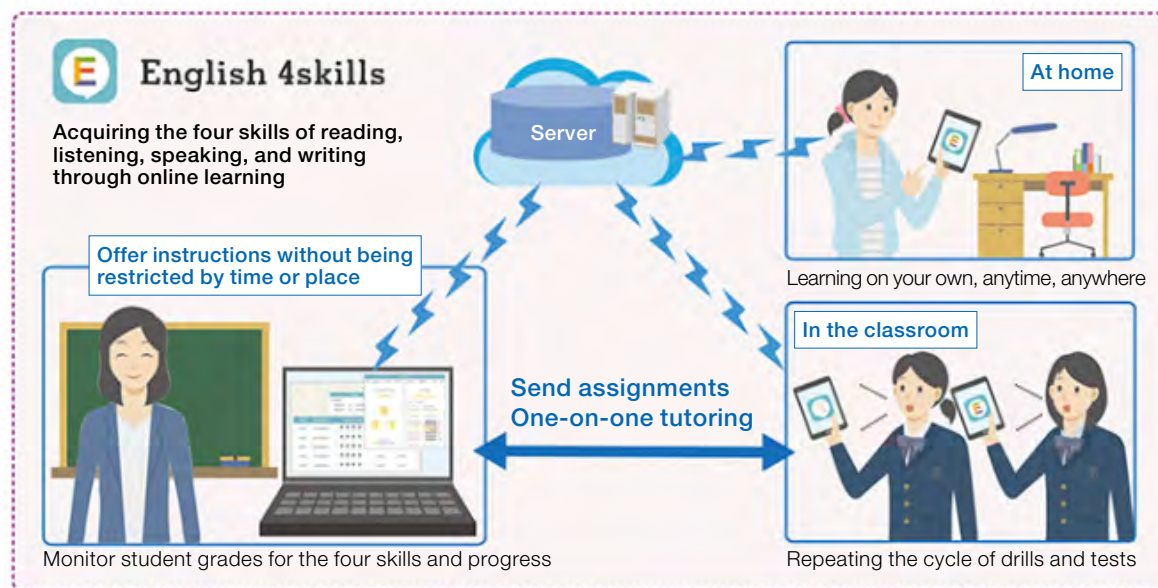 E English 4skills
Acquiring the four skills of reading,
listening, speaking, and writing
through online learning
Server
At home
E
Learning on your own, anytime, anywhere
Offer instructions without being
restricted by time or place
Monitor student grades for the four skills and progress
Send assignments
One-on-one tutoring
In the classroom
E
Repeating the cycle of drills and tests